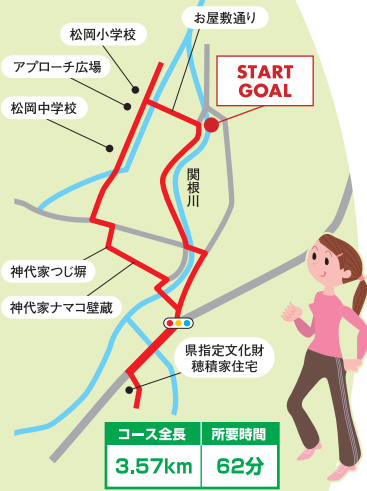 松岡小学校
お屋敷通り
アプローチ広場
松岡中学校
START
GOAL
関根川
神代家つじ塀
神代家ナマコ壁蔵
県指定文化財
穂積家住宅
コース全長
所要時間
3.57km
62分